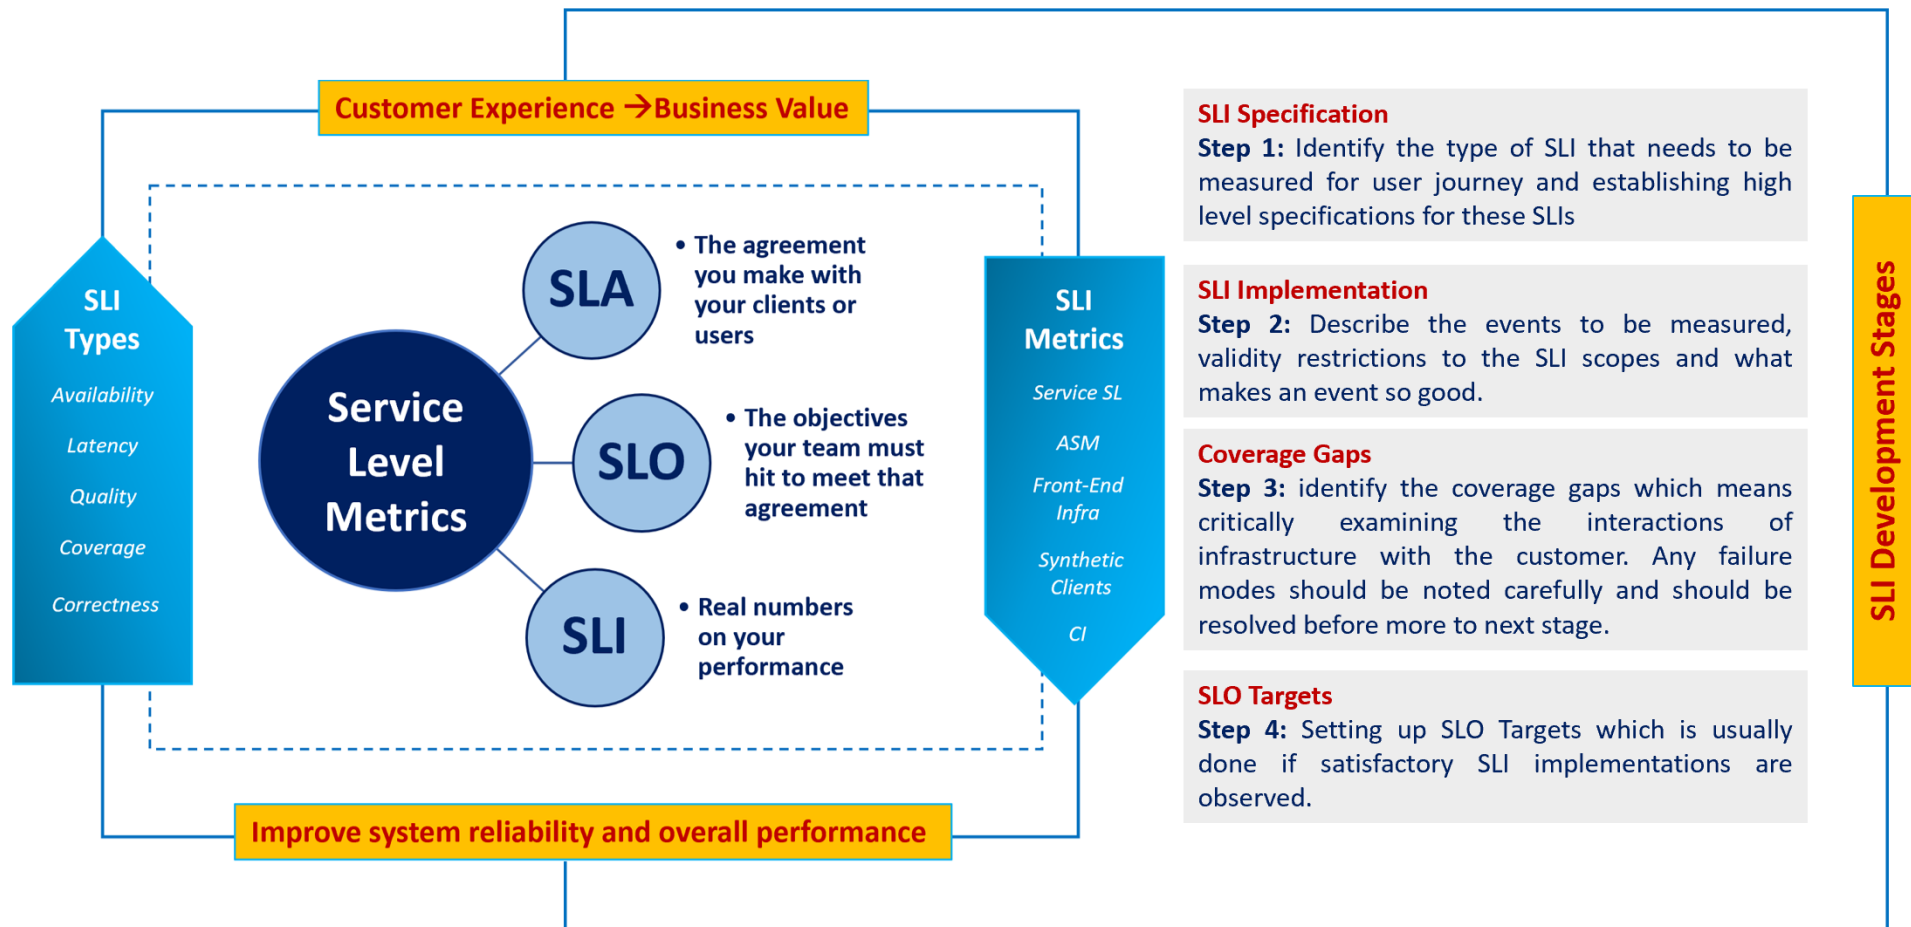 Customer Experience →Business Value
SLI
Types
Availability
Latency
Quality
Coverage
Correctness
Service
Level
Metrics
SLA
• The agreement
you make with
your clients or
users
SLO
• The objectives
your team must
hit to meet that
agreement
SLI
• Real numbers
on your
performance
SLI
Metrics
Service SL
ASM
Front-End
Infra
Synthetic
Clients
CI
Improve system reliability and overall performance
SLI Specification
Step 1: Identify the type of SLI that needs to be
measured for user journey and establishing high
level specifications for these SLIs
SLI Implementation
Step 2: Describe the events to be measured,
validity restrictions to the SLI scopes and what
makes an event so good.
Coverage Gaps
Step 3: identify the coverage gaps which means
critically examining the interactions of
infrastructure with the customer. Any failure
modes should be noted carefully and should be
resolved before more to next stage.
SLO Targets
Step 4: Setting up SLO Targets which is usually
done if satisfactory SLI implementations are
observed.
SLI Development Stages